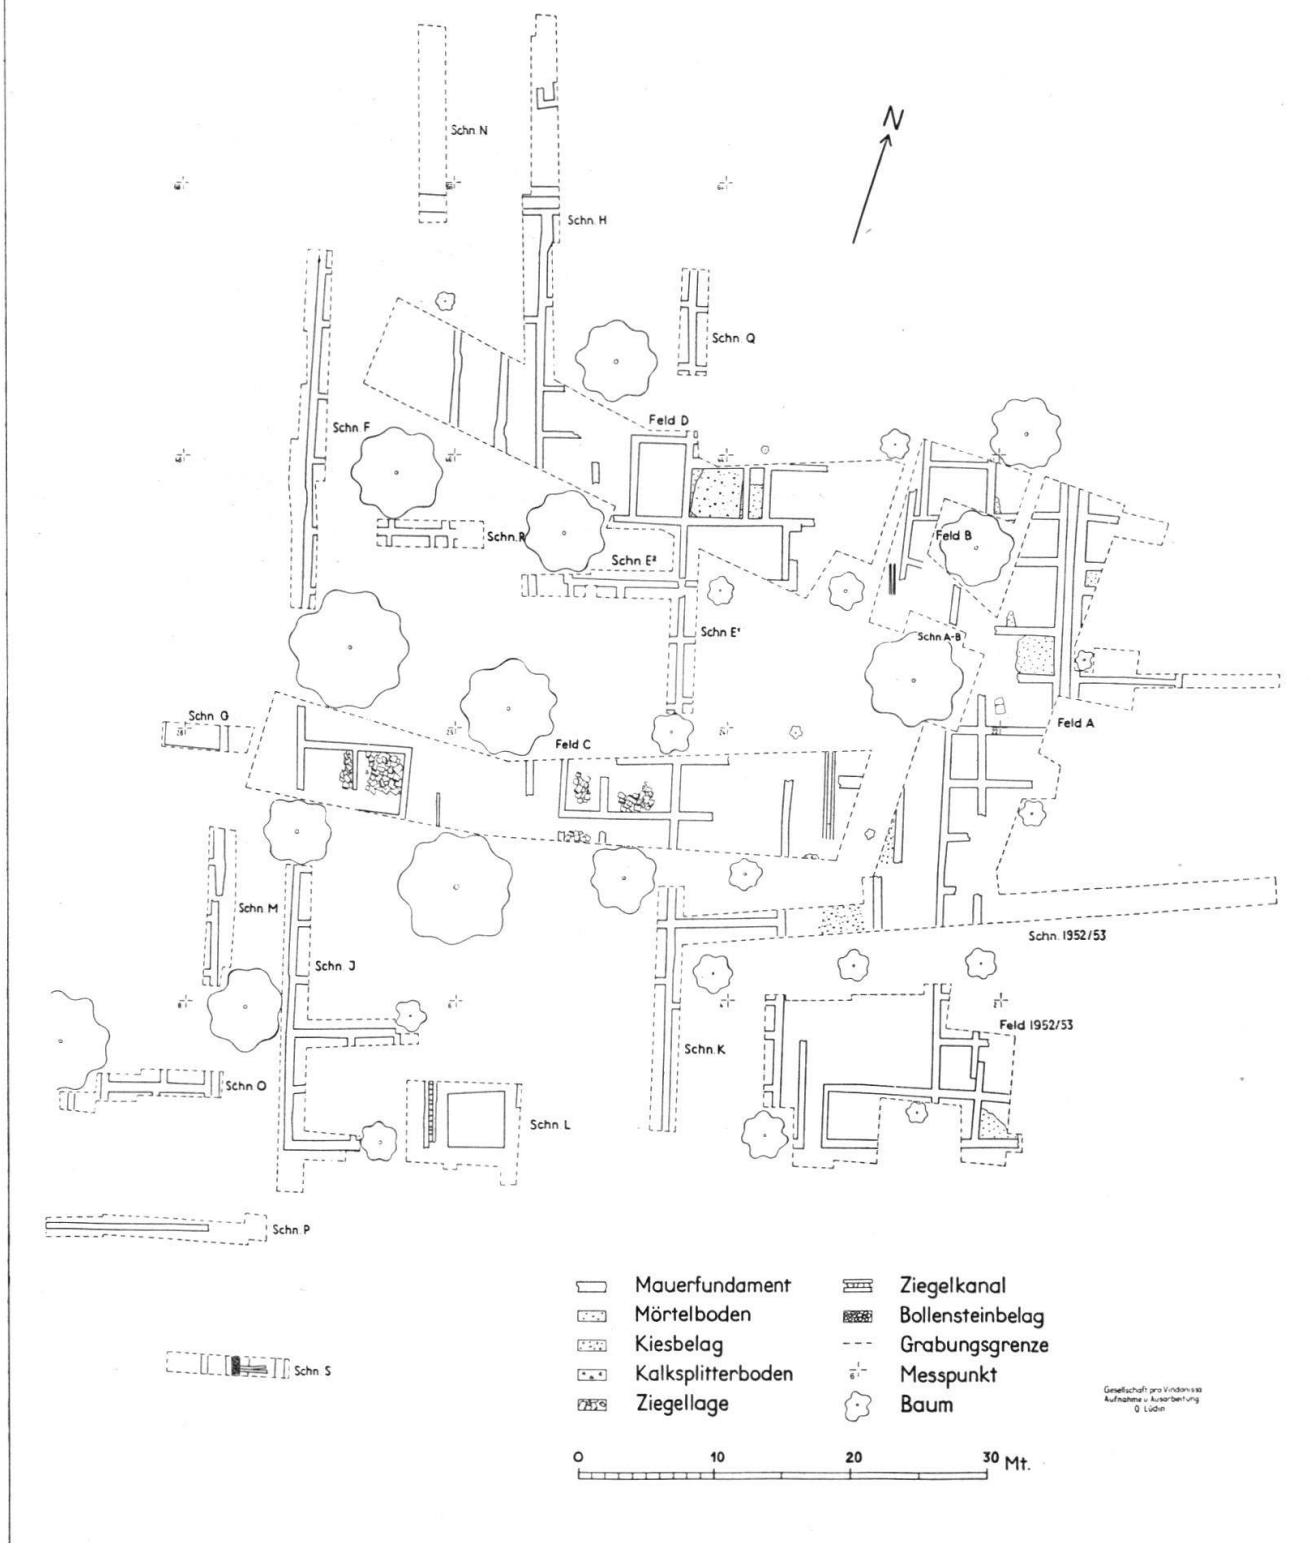 Schn. N
N
Schn. H
Schn. Q
Feld D
Schn. F
Feld B
Schn. R
Schn. E²
Schn. E¹
Schn. A-B
Schn. G
Feld A
Feld C
Schn. M
Schn. 1952/53
Schn. J
Feld 1952/53
Schn. K
Schn. O
Schn. L
Schn. P
Schn. S
Mauerfundament
Mörtelboden
Kiesbelag
Kalksplitterboden
Ziegellage
Ziegelkanal
Bollensteinbelag
Grabungsgrenze
6 Messpunkt
Baum
Gesellschaft pro Vindonissa
Aufnahme u. Ausarbeitung
O. Lüdin
0 10 20 30 Mt.